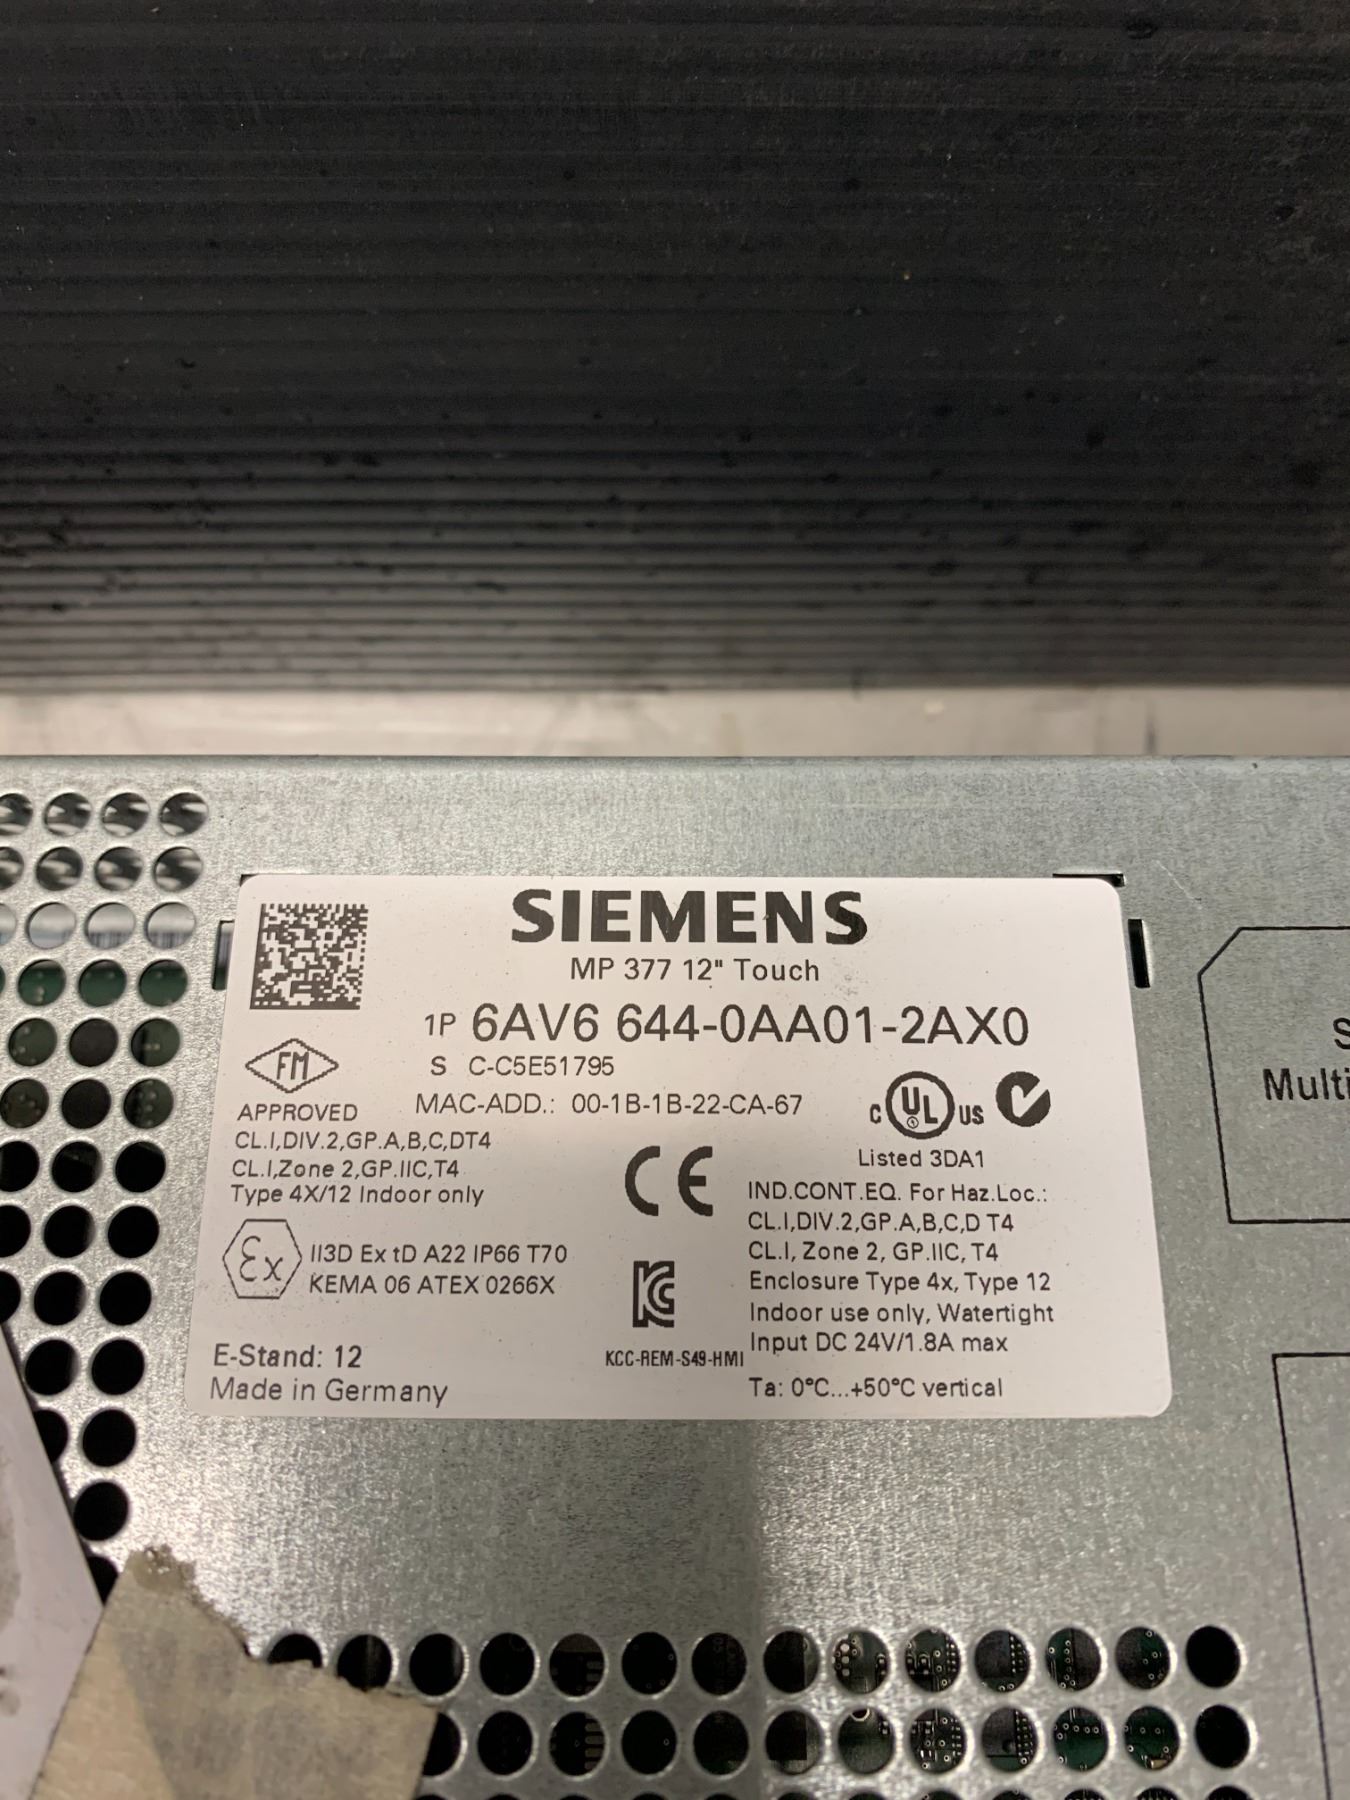 SIEMENS
MP 377 12" Touch
1P 6AV6 644-0AA01-2AX0
S C-C5E51795
MAC-ADD.: 00-1B-1B-22-CA-67
FM
APPROVED
CL.I,DIV.2,GP.A,B,C,DT4
CL.I,Zone 2,GP.IIC,T4
Type 4X/12 Indoor only
Ex
II3D Ex tD A22 IP66 T70
KEMA 06 ATEX 0266X
E-Stand: 12
Made in Germany
CE
KC
KCC-REM-S49-HMI
C UL US
Listed 3DA1
IND.CONT.EQ. For Haz.Loc.:
CL.I,DIV.2,GP.A,B,C,D T4
CL.I, Zone 2, GP.IIC, T4
Enclosure Type 4x, Type 12
Indoor use only, Watertight
Input DC 24V/1.8A max
Ta: 0°C...+50°C vertical
S
Multi